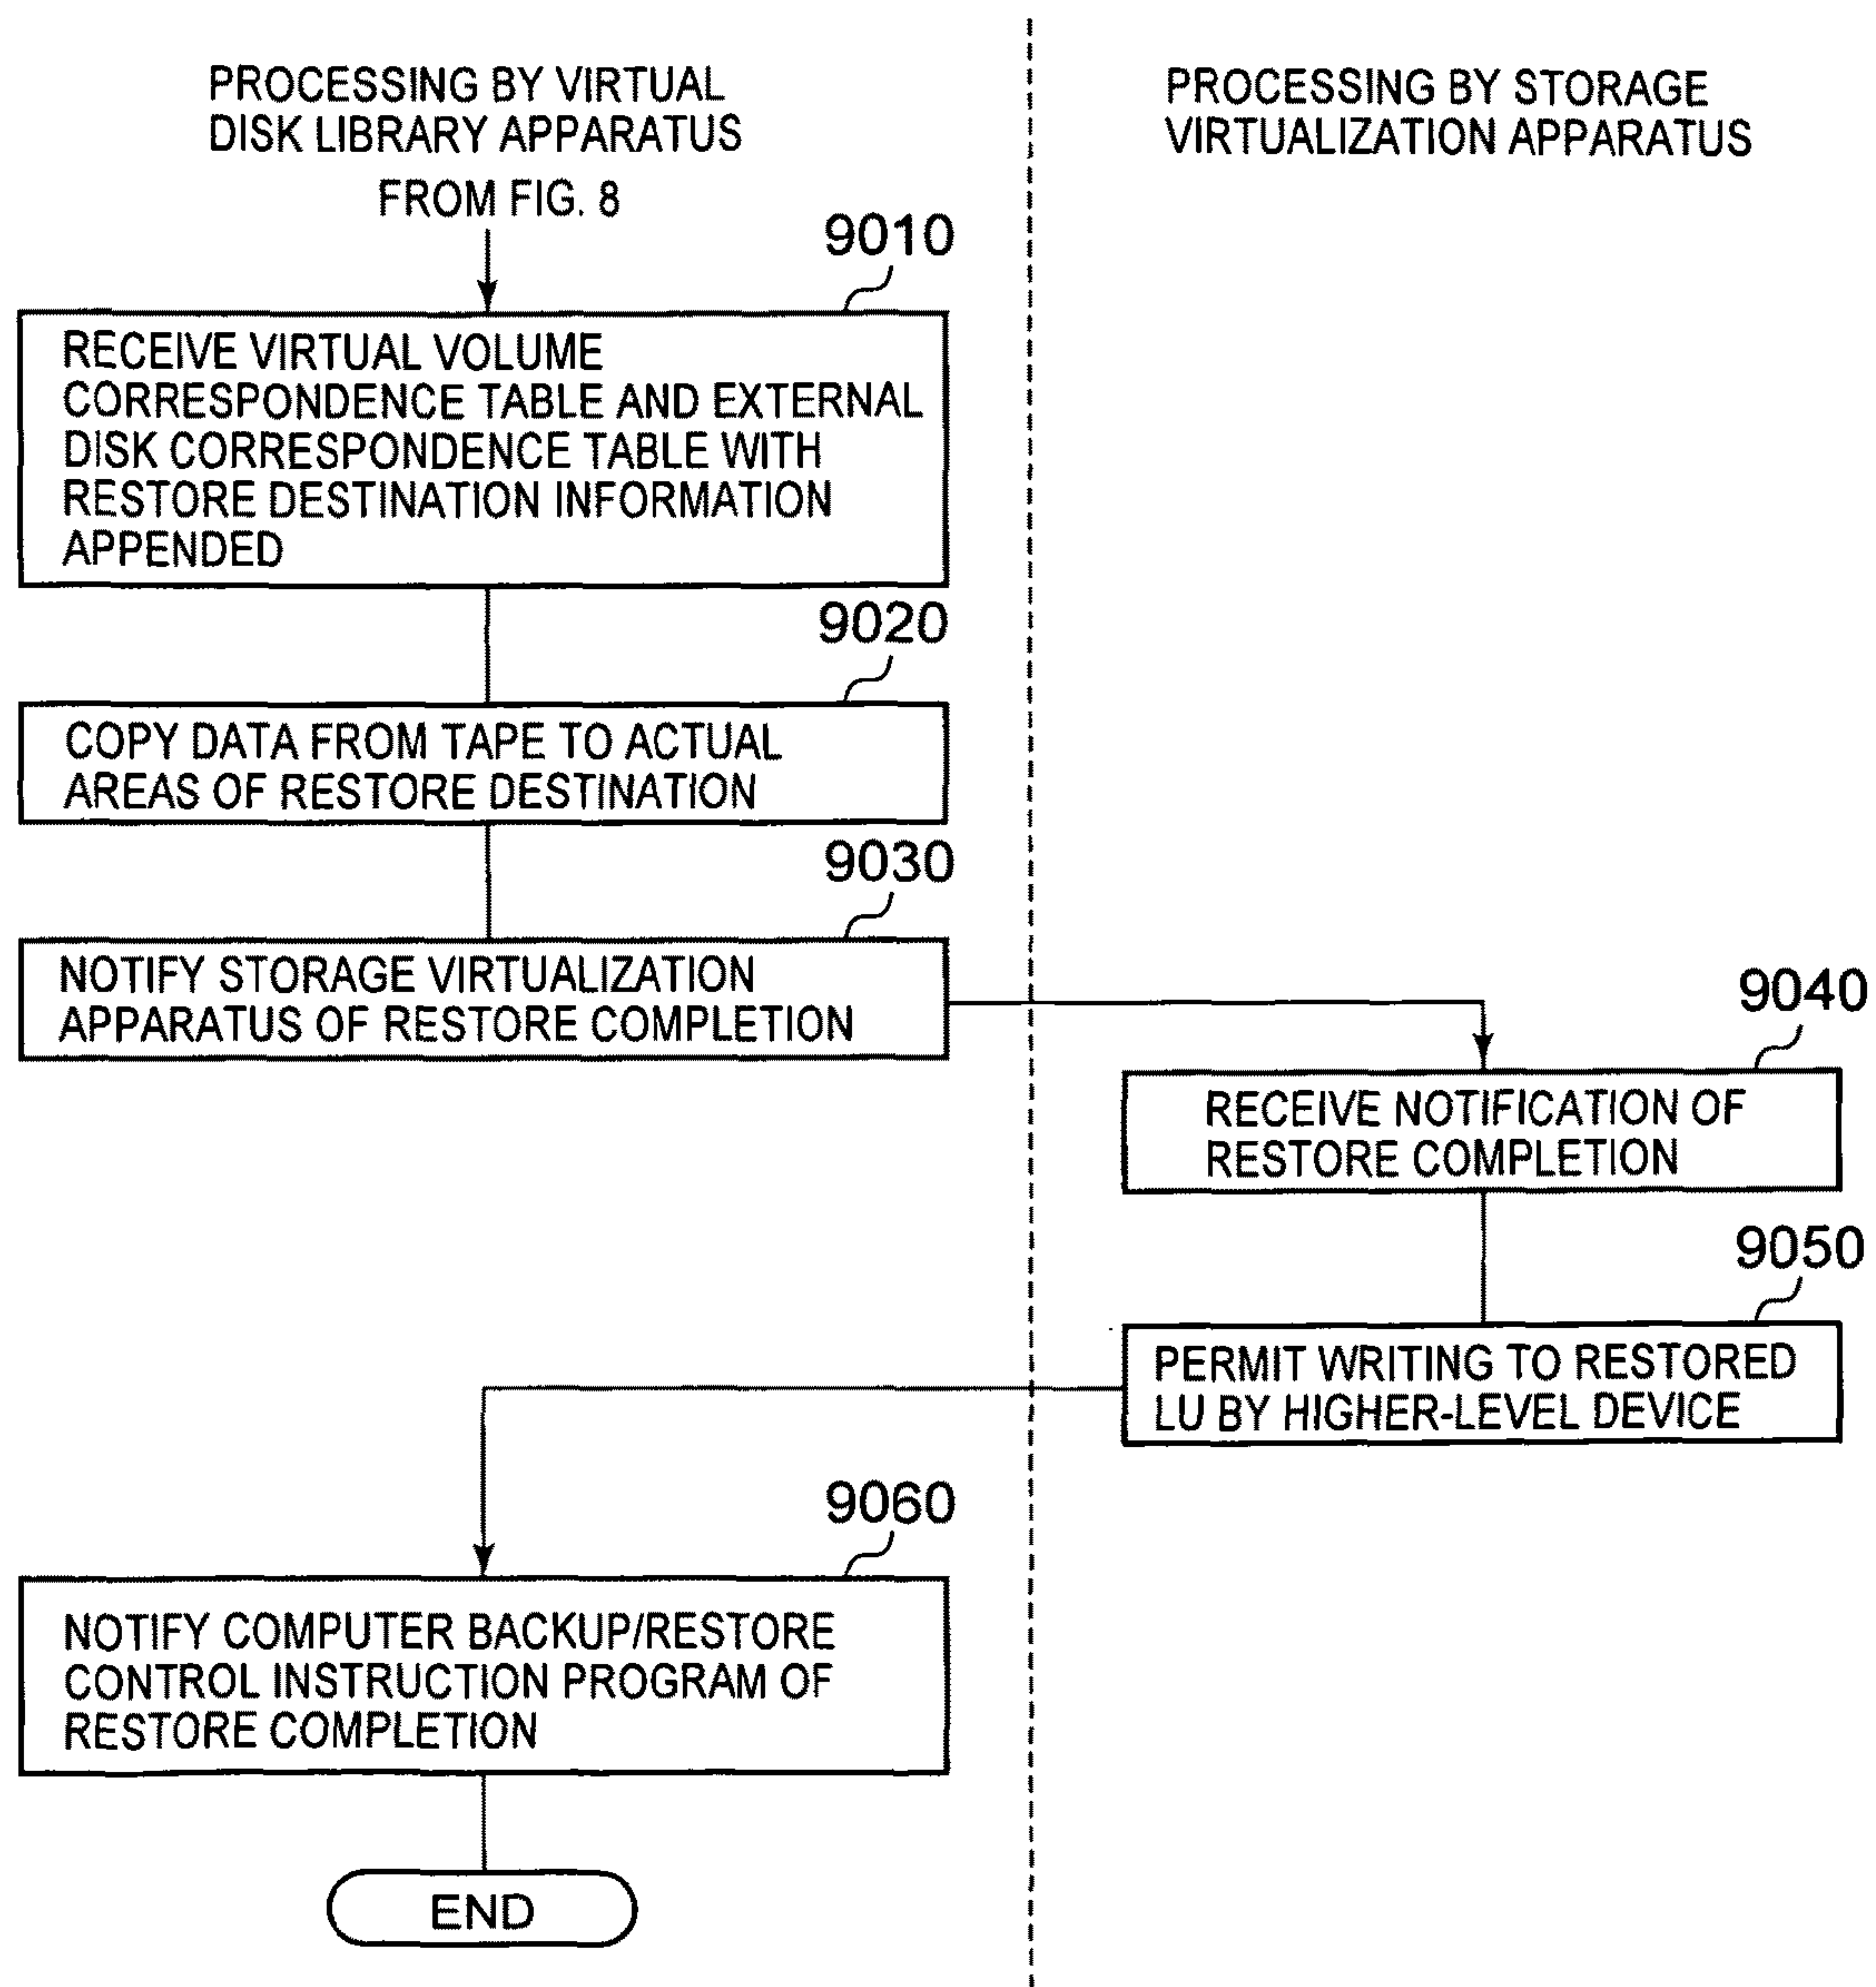 PROCESSING BY VIRTUAL
DISK LIBRARY APPARATUS
FROM FIG. 8
PROCESSING BY STORAGE
VIRTUALIZATION APPARATUS
9010
RECEIVE VIRTUAL VOLUME
CORRESPONDENCE TABLE AND EXTERNAL
DISK CORRESPONDENCE TABLE WITH
RESTORE DESTINATION INFORMATION
APPENDED
9020
COPY DATA FROM TAPE TO ACTUAL
AREAS OF RESTORE DESTINATION
9030
NOTIFY STORAGE VIRTUALIZATION
APPARATUS OF RESTORE COMPLETION
9040
RECEIVE NOTIFICATION OF
RESTORE COMPLETION
9050
PERMIT WRITING TO RESTORED
LU BY HIGHER-LEVEL DEVICE
9060
NOTIFY COMPUTER BACKUP/RESTORE
CONTROL INSTRUCTION PROGRAM OF
RESTORE COMPLETION
END